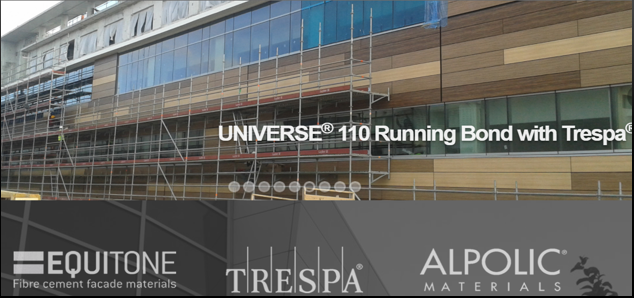 UNIVERSE® 110 Running Bond with Trespa®
EQUITONE
Fibre cement facade materials
TRESPA®
ALPOLIC®
MATERIALS